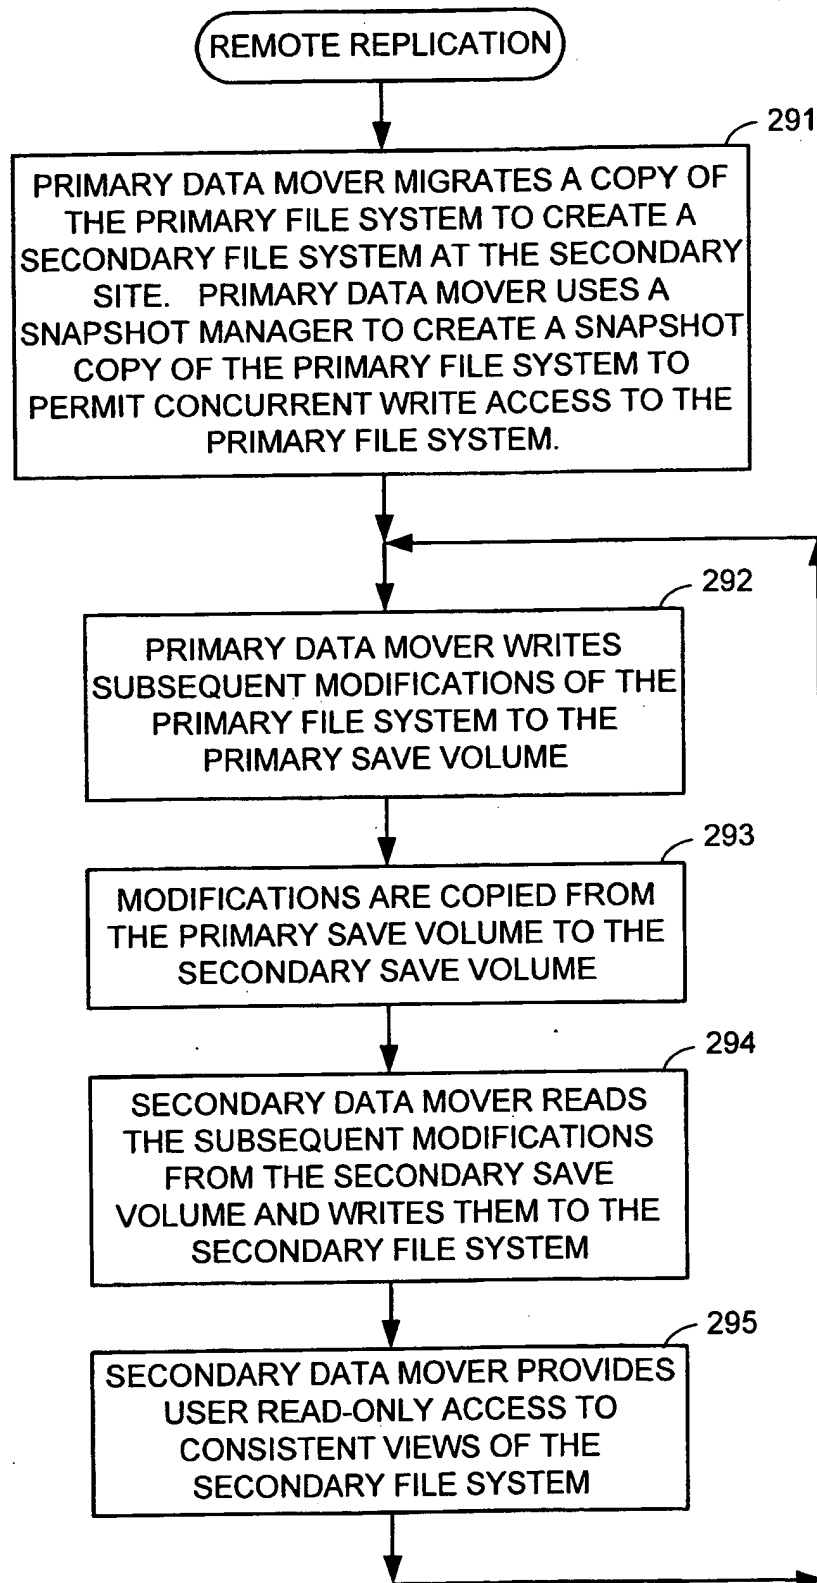 REMOTE REPLICATION
291
PRIMARY DATA MOVER MIGRATES A COPY OF
THE PRIMARY FILE SYSTEM TO CREATE A
SECONDARY FILE SYSTEM AT THE SECONDARY
SITE. PRIMARY DATA MOVER USES A
SNAPSHOT MANAGER TO CREATE A SNAPSHOT
COPY OF THE PRIMARY FILE SYSTEM TO
PERMIT CONCURRENT WRITE ACCESS TO THE
PRIMARY FILE SYSTEM.
292
PRIMARY DATA MOVER WRITES
SUBSEQUENT MODIFICATIONS OF THE
PRIMARY FILE SYSTEM TO THE
PRIMARY SAVE VOLUME
293
MODIFICATIONS ARE COPIED FROM
THE PRIMARY SAVE VOLUME TO THE
SECONDARY SAVE VOLUME
294
SECONDARY DATA MOVER READS
THE SUBSEQUENT MODIFICATIONS
FROM THE SECONDARY SAVE
VOLUME AND WRITES THEM TO THE
SECONDARY FILE SYSTEM
295
SECONDARY DATA MOVER PROVIDES
USER READ-ONLY ACCESS TO
CONSISTENT VIEWS OF THE
SECONDARY FILE SYSTEM